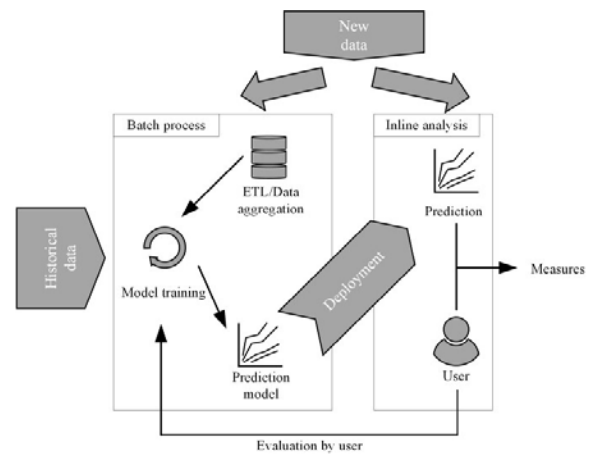 New
data
Batch process
Inline analysis
ETL/Data
aggregation
Prediction
Historical
data
Deployment
Measures
Model training
Prediction
model
User
Evaluation by user